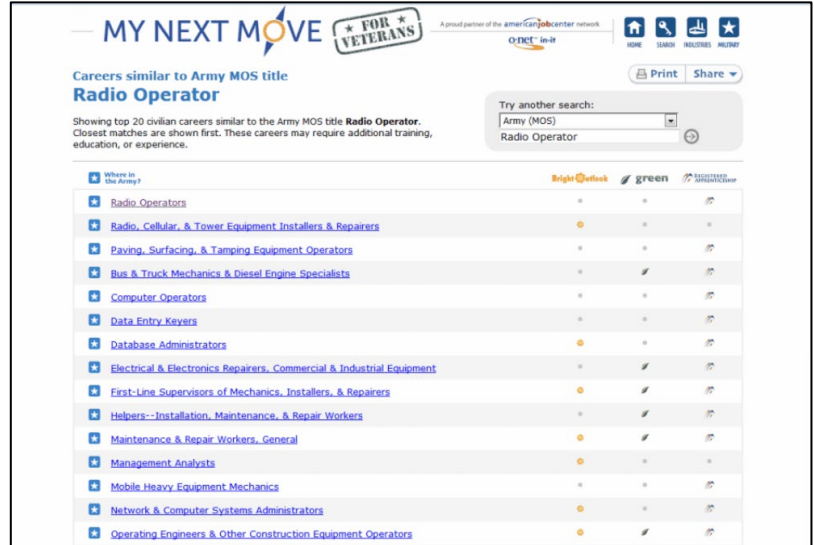 MY NEXT MOVE
★ FOR ★
VETERANS
A proud partner of the americanjobcenter network
o·net™ in-it
HOME SEARCH INDUSTRIES MILITARY
Print Share
Careers similar to Army MOS title
Radio Operator
Showing top 20 civilian careers similar to the Army MOS title Radio Operator.
Closest matches are shown first. These careers may require additional training,
education, or experience.
Try another search:
Army (MOS)
Radio Operator
Where in
the Army?
Bright Outlook green REGISTERED
APPRENTICESHIP
Radio Operators
Radio, Cellular, & Tower Equipment Installers & Repairers
Paving, Surfacing, & Tamping Equipment Operators
Bus & Truck Mechanics & Diesel Engine Specialists
Computer Operators
Data Entry Keyers
Database Administrators
Electrical & Electronics Repairers, Commercial & Industrial Equipment
First-Line Supervisors of Mechanics, Installers, & Repairers
Helpers--Installation, Maintenance, & Repair Workers
Maintenance & Repair Workers, General
Management Analysts
Mobile Heavy Equipment Mechanics
Network & Computer Systems Administrators
Operating Engineers & Other Construction Equipment Operators